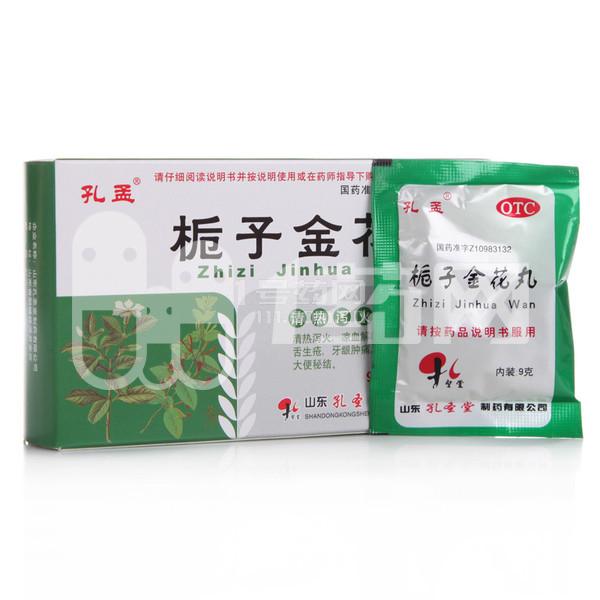 孔孟®
请仔细阅读说明书并按说明使用或在药师指导下购
国药准
栀子金花
Zhizi Jinhua
清热泻火
清热泻火，凉血解
舌生疮，牙龈肿痛
大便秘结。
山东 孔圣
SHANDONGKONGSHE
孔孟®
OTC
国药准字Z10983132
栀子金花丸
Zhizi Jinhua Wan
请按药品说明书服用
圣堂
内装 9克
山东 孔圣堂 制药有限公司